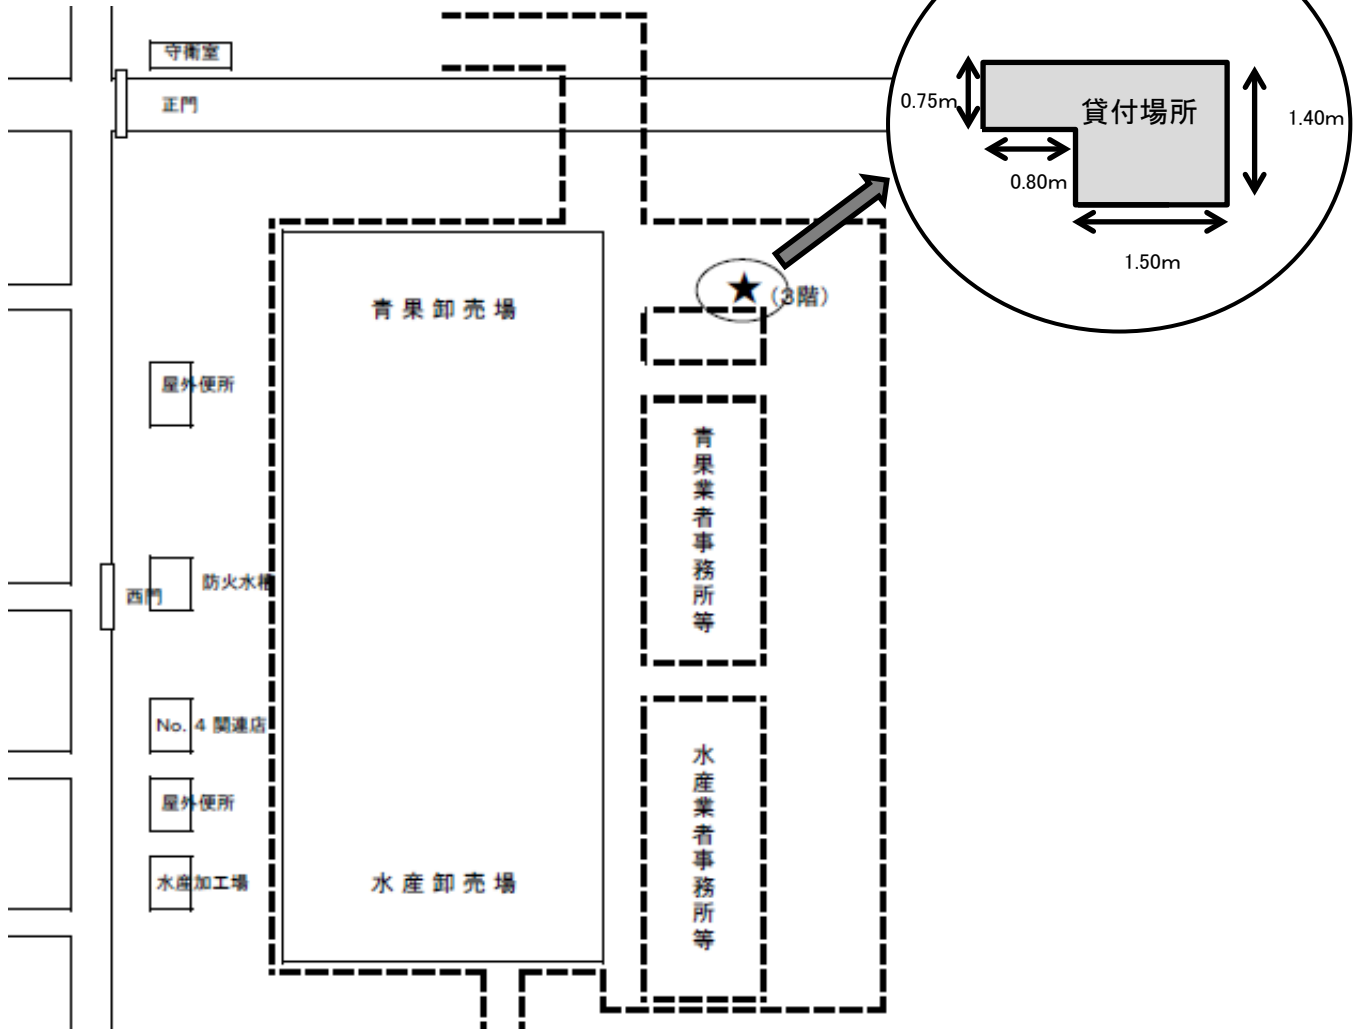 守衛室
正門
0.75m
貸付場所
1.40m
0.80m
1.50m
★(3階)
青果卸売場
屋外便所
青果業者事務所等
防火水槽
西門
No. 4 関連店
屋外便所
水産業者事務所等
水産加工場
水産卸売場